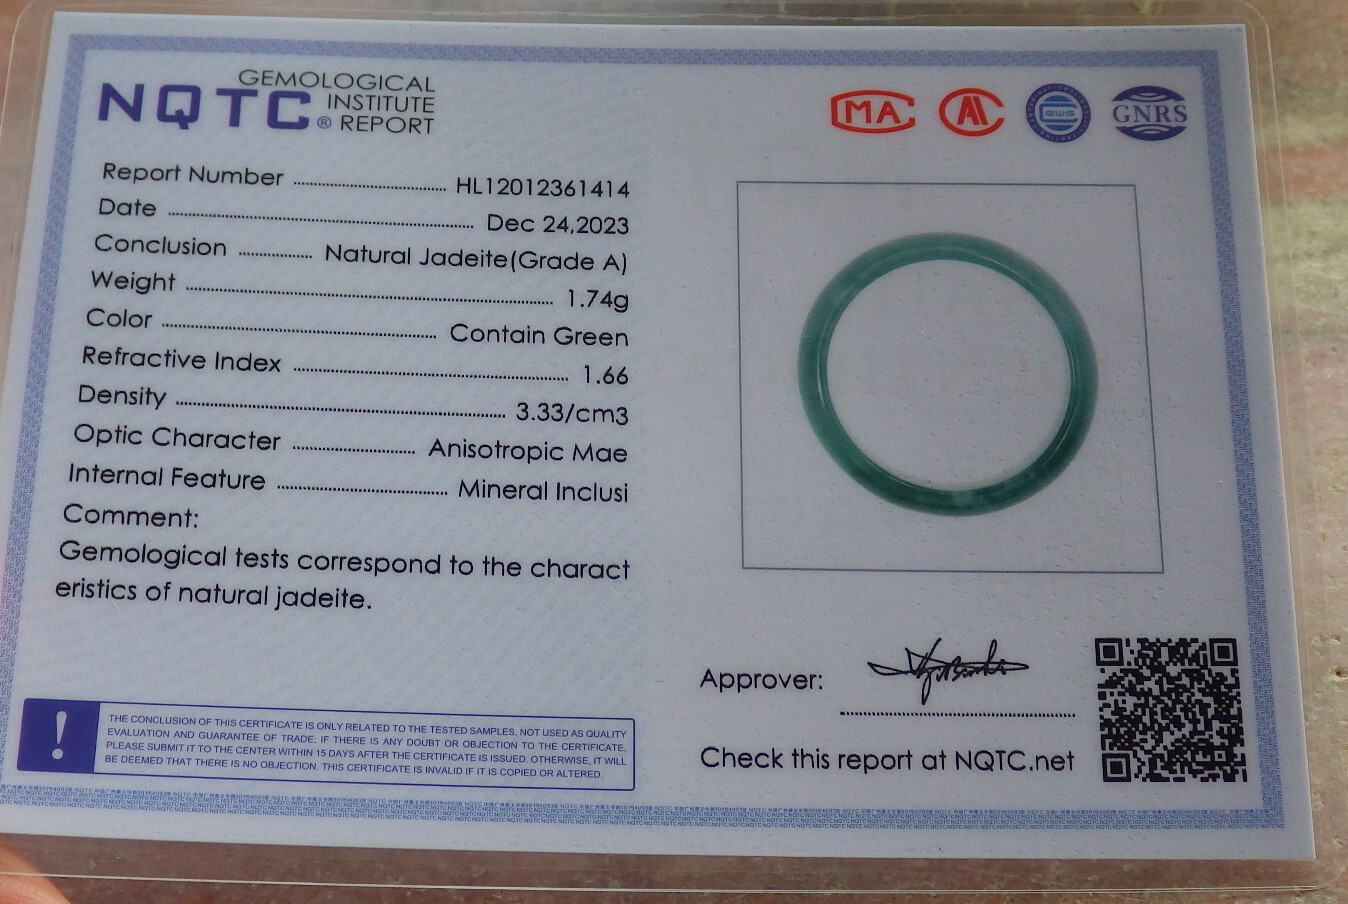 NQTC® GEMOLOGICAL INSTITUTE REPORT
MA
GWS
GNRS
Report Number HL12012361414
Date Dec 24,2023
Conclusion Natural Jadeite(Grade A)
Weight 1.74g
Color Contain Green
Refractive Index 1.66
Density 3.33/cm3
Optic Character Anisotropic Mae
Internal Feature Mineral Inclusi
Comment:
Gemological tests correspond to the charact
eristics of natural jadeite.
! 
THE CONCLUSION OF THIS CERTIFICATE IS ONLY RELATED TO THE TESTED SAMPLES, NOT USED AS QUALITY
EVALUATION AND GUARANTEE OF TRADE; IF THERE IS ANY DOUBT OR OBJECTION TO THE CERTIFICATE,
PLEASE SUBMIT IT TO THE CENTER WITHIN 15 DAYS AFTER THE CERTIFICATE IS ISSUED. OTHERWISE, IT WILL
BE DEEMED THAT THERE IS NO OBJECTION. THIS CERTIFICATE IS INVALID IF IT IS COPIED OR ALTERED.
Approver:
Check this report at NQTC.net